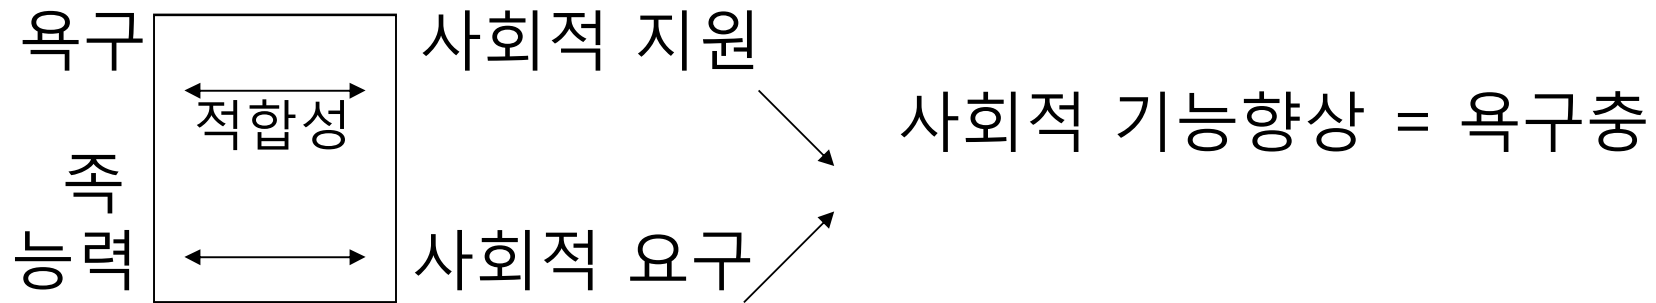 욕구 사회적 지원
적합성 사회적 기능향상 = 욕구충
족
능력 사회적 요구